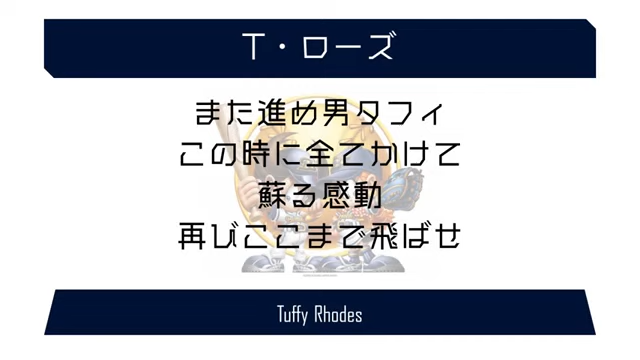 T・ローズ
また進め男タフィ
この時に全てかけて
蘇る感動
再びここまで飛ばせ
Tuffy Rhodes